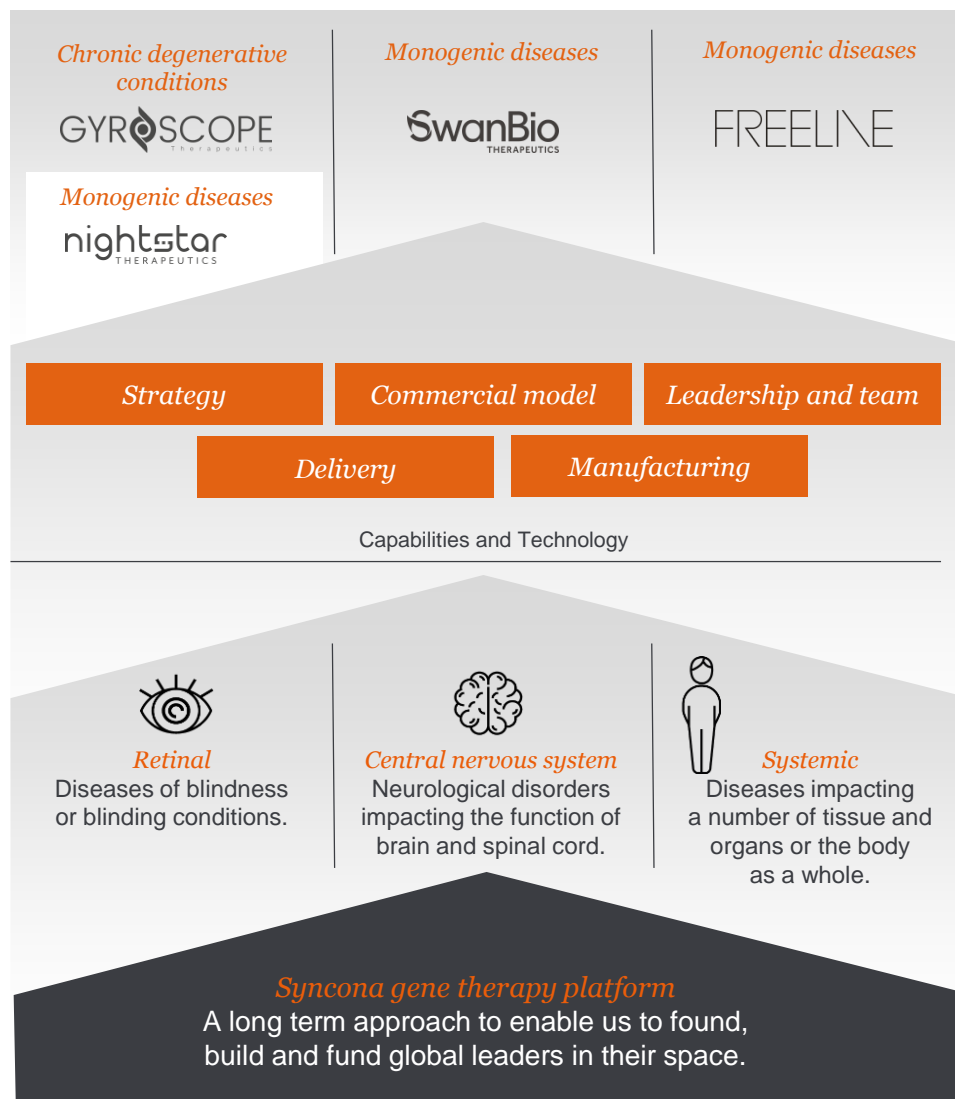 Chronic degenerative
conditions
GYROSCOPE
Therapeutics
Monogenic diseases
nightstar
THERAPEUTICS
Monogenic diseases
SwanBio
THERAPEUTICS
Monogenic diseases
FREELINE
Strategy
Commercial model
Leadership and team
Delivery
Manufacturing
Capabilities and Technology
Retinal
Diseases of blindness
or blinding conditions.
Central nervous system
Neurological disorders
impacting the function of
brain and spinal cord.
Systemic
Diseases impacting
a number of tissue and
organs or the body
as a whole.
Syncona gene therapy platform
A long term approach to enable us to found,
build and fund global leaders in their space.